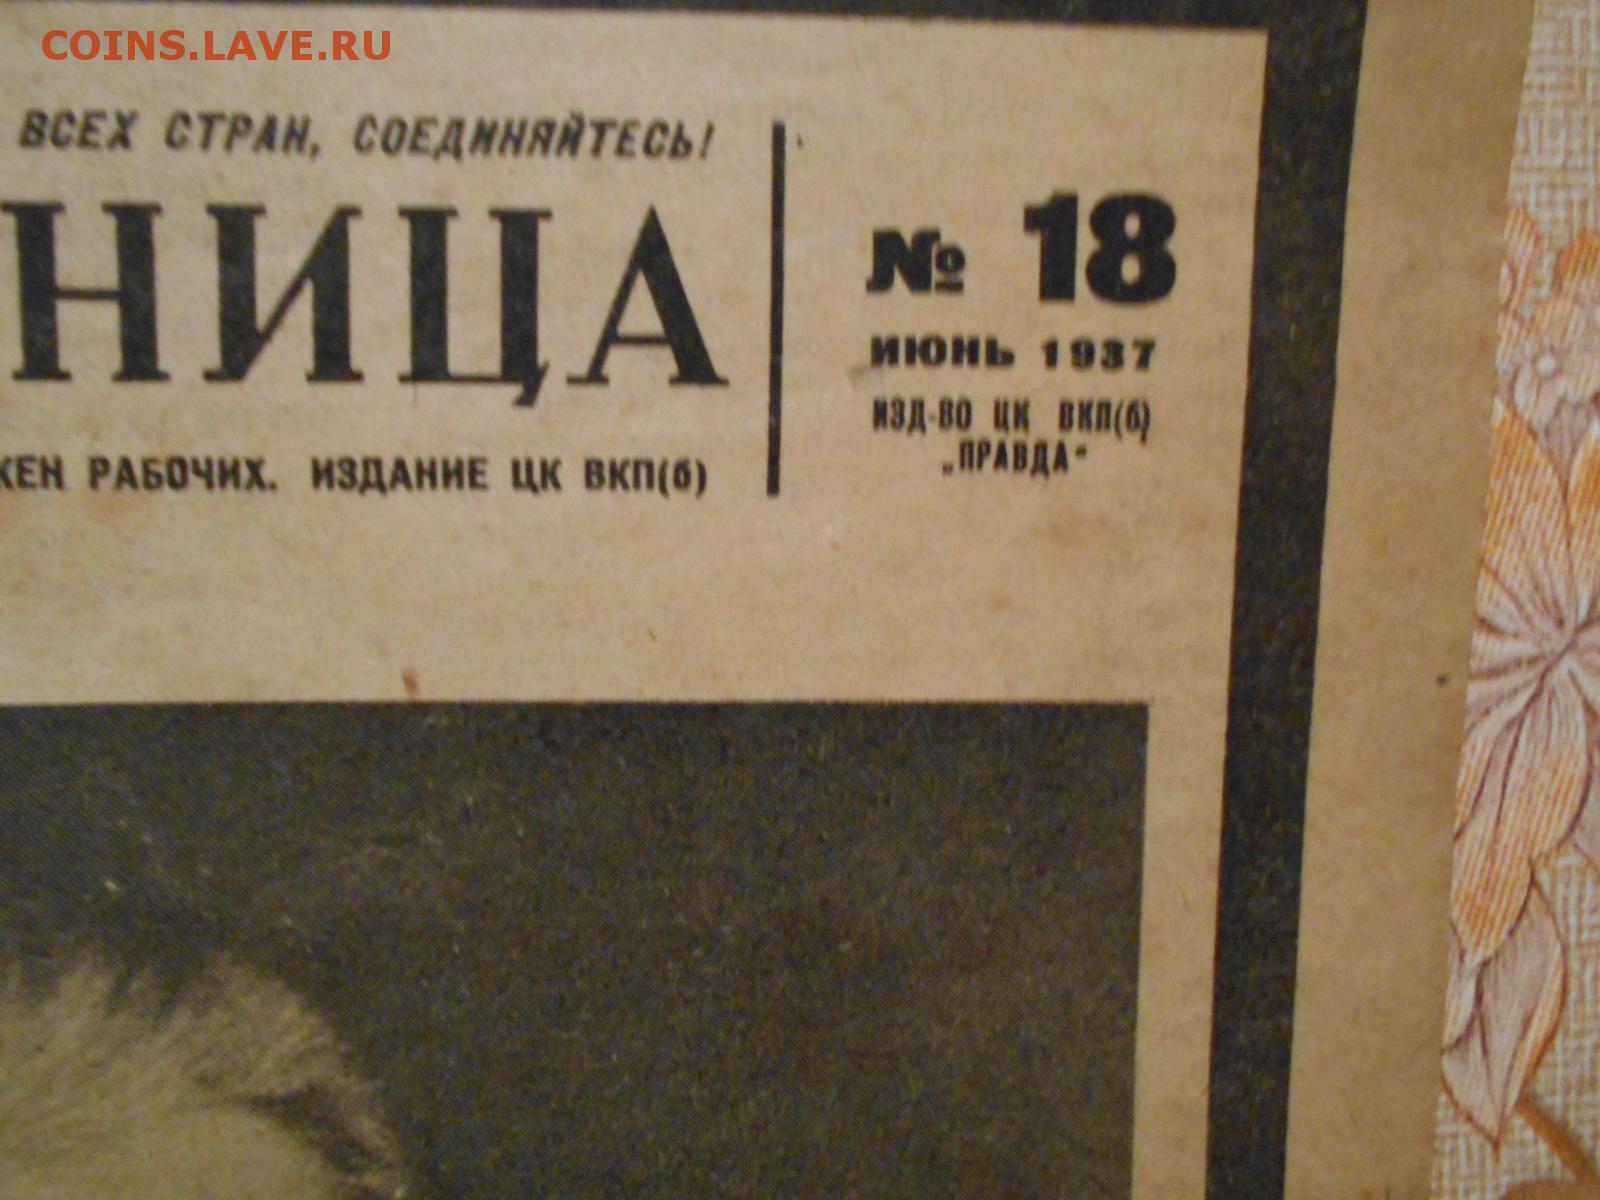 COINS.LAVE.RU
ВСЕХ СТРАН, СОЕДИНЯЙТЕСЬ!
НИЦА
№ 18
ИЮНЬ 1937
ИЗД-ВО ЦК ВКП(б)
„ПРАВДА“
КЕН РАБОЧИХ. ИЗДАНИЕ ЦК ВКП(б)